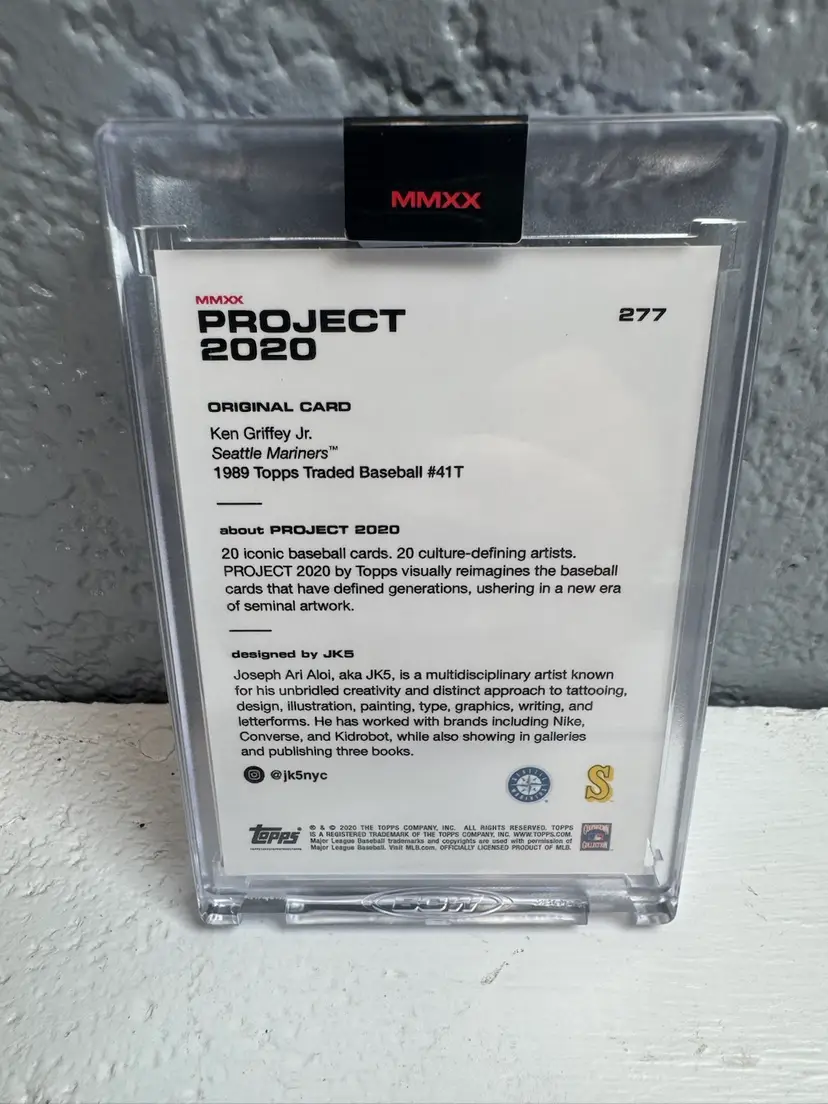 MMXX
MMXX
PROJECT
2020
277
ORIGINAL CARD
Ken Griffey Jr.
Seattle Mariners™
1989 Topps Traded Baseball #41T
about PROJECT 2020
20 iconic baseball cards. 20 culture-defining artists.
PROJECT 2020 by Topps visually reimagines the baseball
cards that have defined generations, ushering in a new era
of seminal artwork.
designed by JK5
Joseph Ari Aloi, aka JK5, is a multidisciplinary artist known
for his unbridled creativity and distinct approach to tattooing,
design, illustration, painting, type, graphics, writing, and
letterforms. He has worked with brands including Nike,
Converse, and Kidrobot, while also showing in galleries
and publishing three books.
@jk5nyc
S
Topps
® & © 2020 THE TOPPS COMPANY, INC. ALL RIGHTS RESERVED. TOPPS
IS A REGISTERED TRADEMARK OF THE TOPPS COMPANY, INC. WWW.TOPPS.COM.
Major League Baseball trademarks and copyrights are used with permission of
Major League Baseball. Visit MLB.com. OFFICIALLY LICENSED PRODUCT OF MLB.
COOPERSTOWN
COLLECTION
BCW